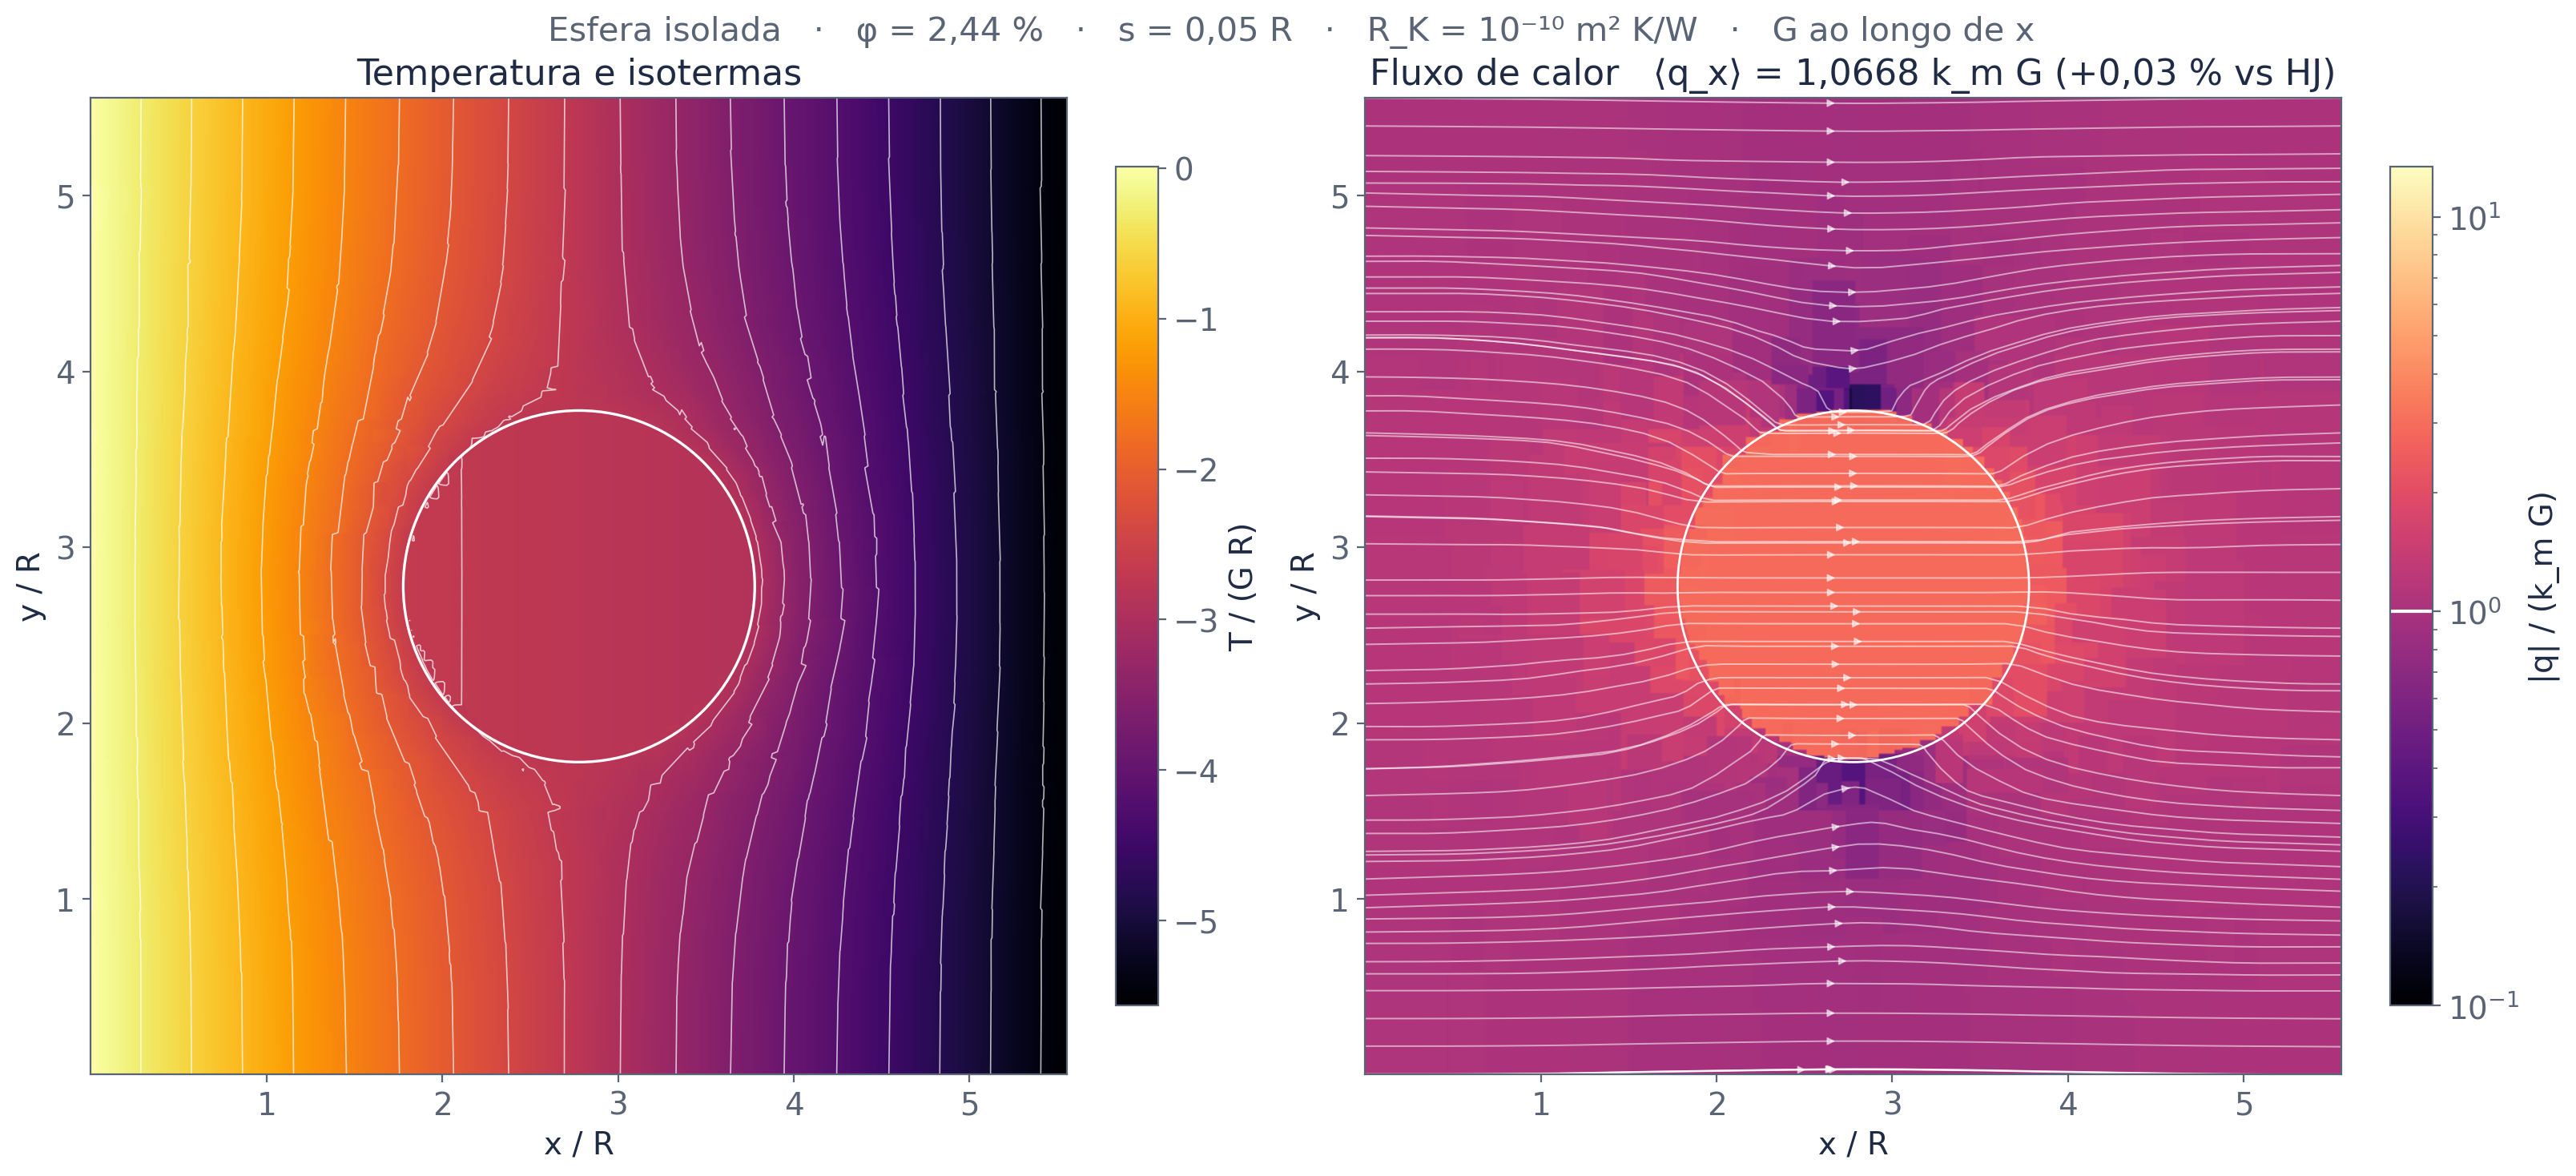 Esfera isolada · φ = 2,44 % · s = 0,05 R · R_K = 10⁻¹⁰ m² K/W · G ao longo de x
Temperatura e isotermas
Fluxo de calor ⟨q_x⟩ = 1,0668 k_m G (+0,03 % vs HJ)
5
4
3
2
1
y / R
1 2 3 4 5
x / R
0
−1
−2
−3
−4
−5
T / (G R)
5
4
3
2
1
y / R
1 2 3 4 5
x / R
10¹
10⁰
10⁻¹
|q| / (k_m G)